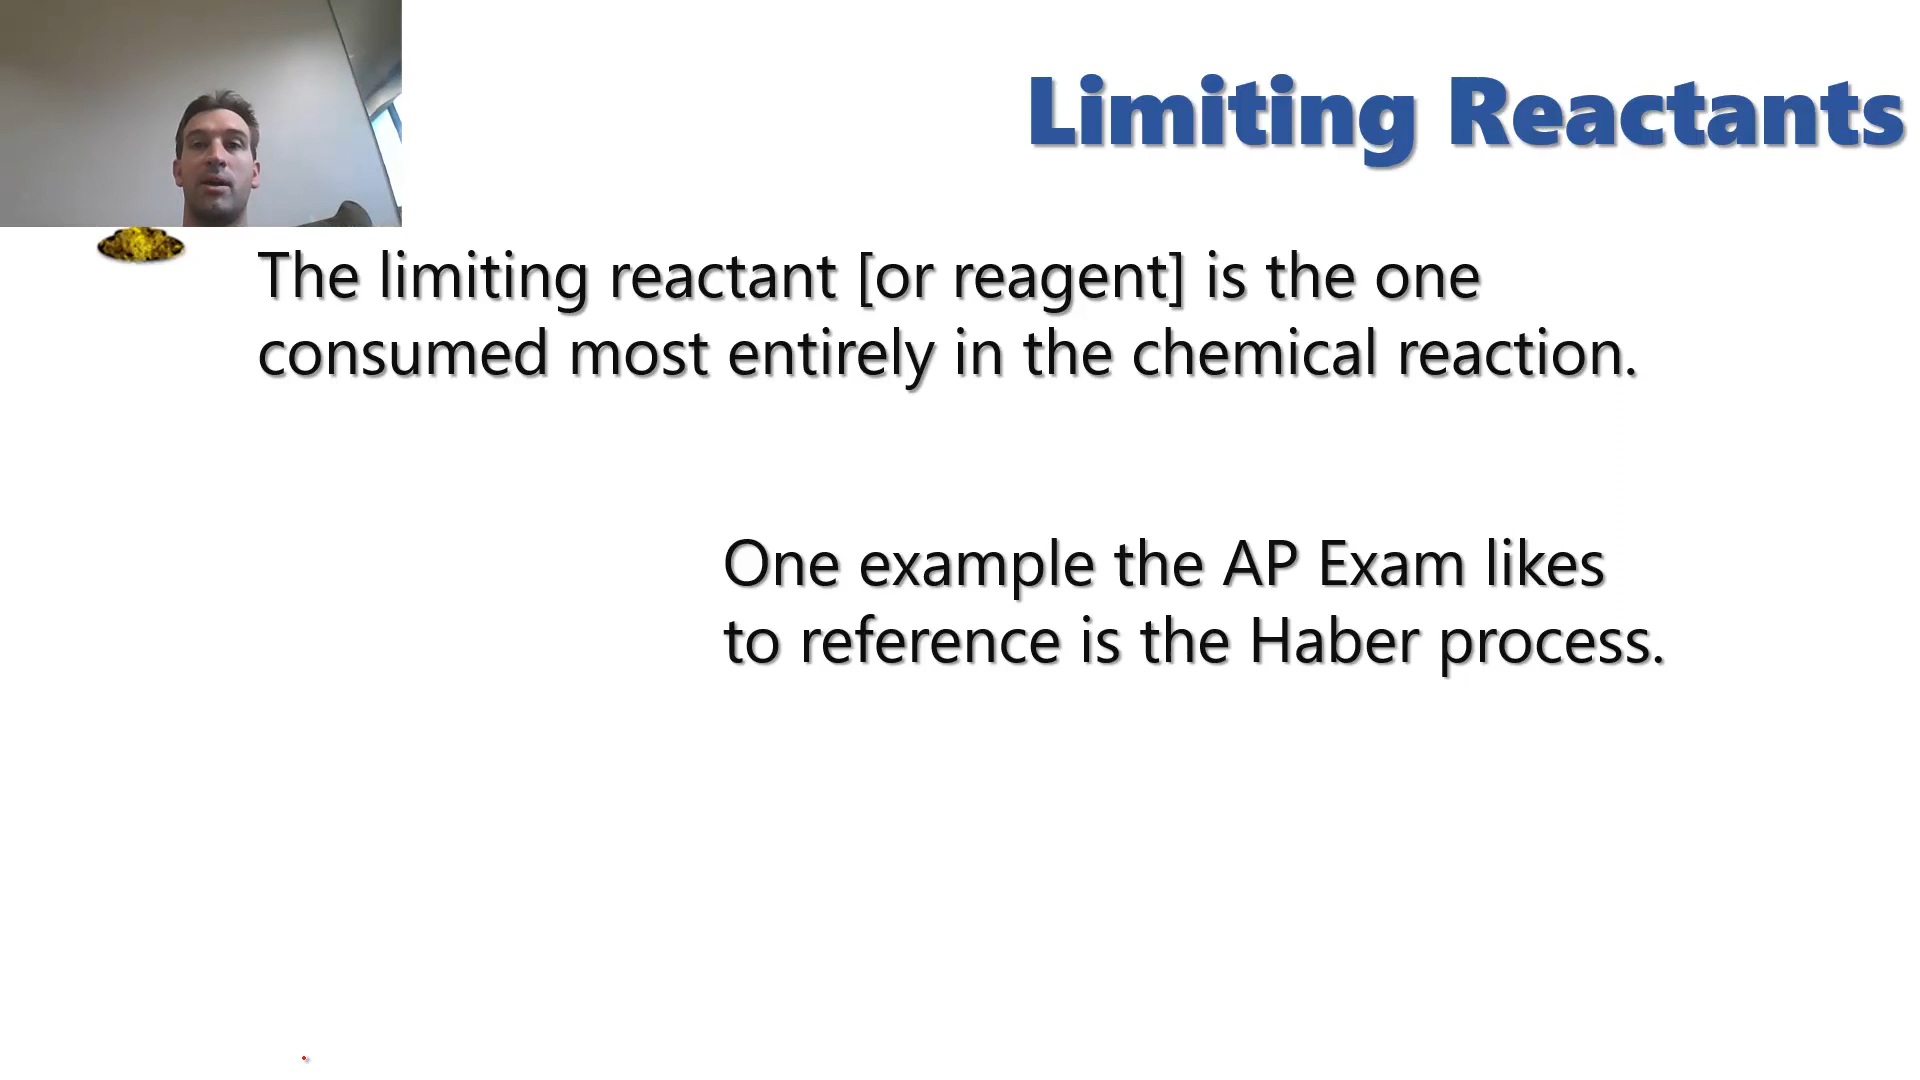 Limiting Reactants
The limiting reactant [or reagent] is the one
consumed most entirely in the chemical reaction.
One example the AP Exam likes
to reference is the Haber process.